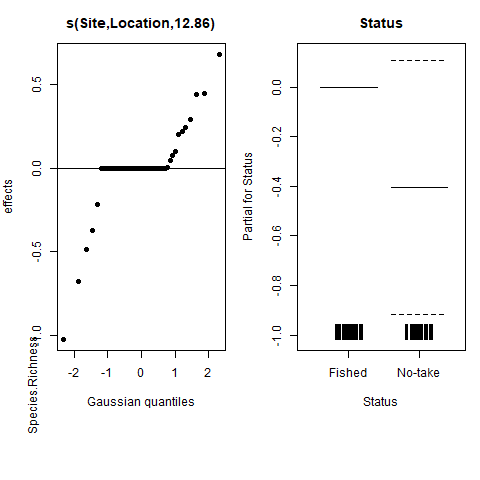 s(Site,Location,12.86)
effects
0.5
0.0
-0.5
-1.0
-2
-1
0
1
2
Gaussian quantiles
Species.Richness
Status
Partial for Status
0.0
-0.2
-0.4
-0.6
-0.8
-1.0
Fished
No-take
Status